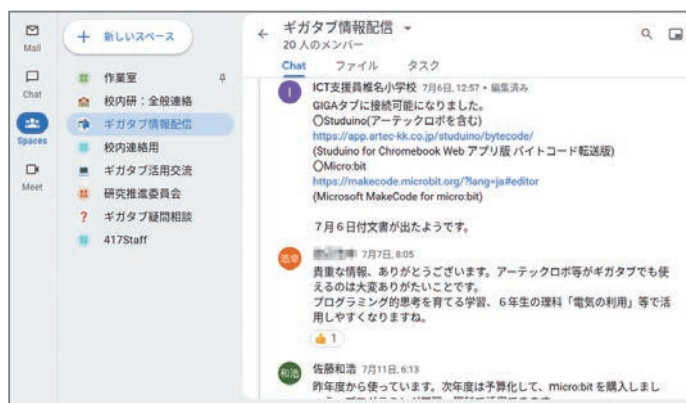 Mail
Chat
Spaces
Meet
新しいスペース
作業室
校内研：全般連絡
ギガタブ情報配信
校内連絡用
ギガタブ活用交流
研究推進委員会
ギガタブ疑問相談
417Staff
ギガタブ情報配信
20 人のメンバー
Chat ファイル タスク
I
ICT支援員椎名小学校 7月6日, 12:57・編集済み
GIGAタブに接続可能になりました。
〇Studuino(アーテックロボを含む)
https://app.artec-kk.co.jp/studuino/bytecode/
(Studuino for Chromebook Web アプリ版 バイトコード転送版)
〇Micro:bit
https://makecode.microbit.org/?lang=ja#editor
(Microsoft MakeCode for micro:bit)
７月６日付文書が出たようです。
浩幸
7月7日, 8:05
貴重な情報、ありがとうございます。アーテックロボ等がギガタブでも使
えるのは大変ありがたいことです。
プログラミング的思考を育てる学習、６年生の理科「電気の利用」等で活
用しやすくなりますね。
1
和浩
佐藤和浩 7月11日, 6:13
昨年度から使っています。次年度は予算化して、micro:bit を購入しまし